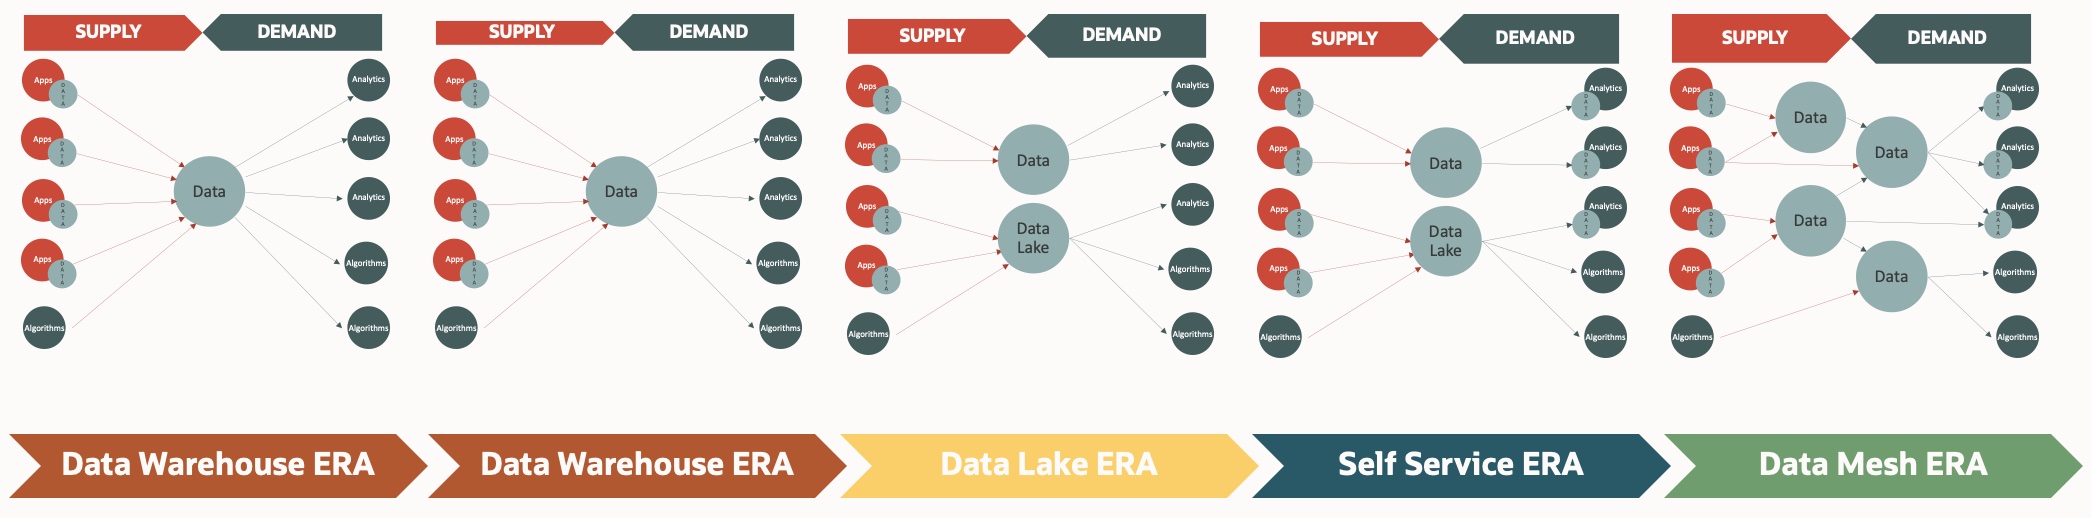 SUPPLY
DEMAND
Apps
DATA
Analytics
Apps
DATA
Analytics
Data
Apps
DATA
Analytics
Apps
DATA
Algorithms
Algorithms
Algorithms
SUPPLY
DEMAND
Apps
DATA
Analytics
Apps
DATA
Analytics
Data
Apps
DATA
Analytics
Apps
DATA
Algorithms
Algorithms
Algorithms
SUPPLY
DEMAND
Apps
DATA
Analytics
Apps
DATA
Analytics
Data
Apps
DATA
Analytics
Data
Lake
Apps
DATA
Algorithms
Algorithms
Algorithms
SUPPLY
DEMAND
Apps
DATA
Analytics
DATA
Apps
DATA
Analytics
DATA
Data
Apps
DATA
Analytics
DATA
Data
Lake
Apps
DATA
Algorithms
Algorithms
Algorithms
SUPPLY
DEMAND
Apps
DATA
Analytics
DATA
Data
Apps
DATA
Data
Analytics
DATA
Apps
DATA
Data
Analytics
DATA
Apps
DATA
Data
Algorithms
Algorithms
Algorithms
Data Warehouse ERA
Data Warehouse ERA
Data Lake ERA
Self Service ERA
Data Mesh ERA